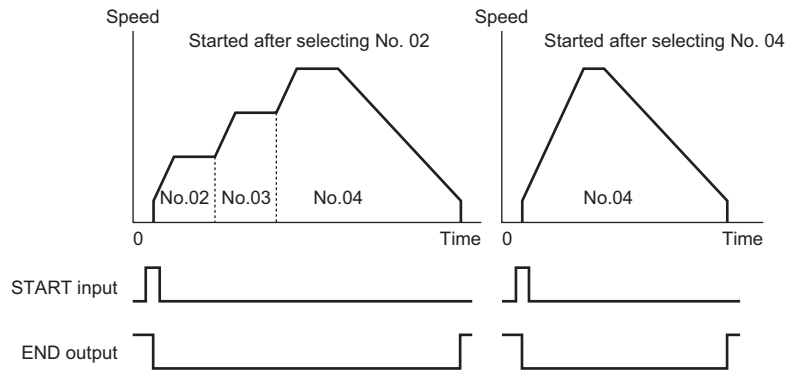 Speed
Started after selecting No. 02
No.02
No.03
No.04
0
Time
Speed
Started after selecting No. 04
No.04
0
Time
START input
END output